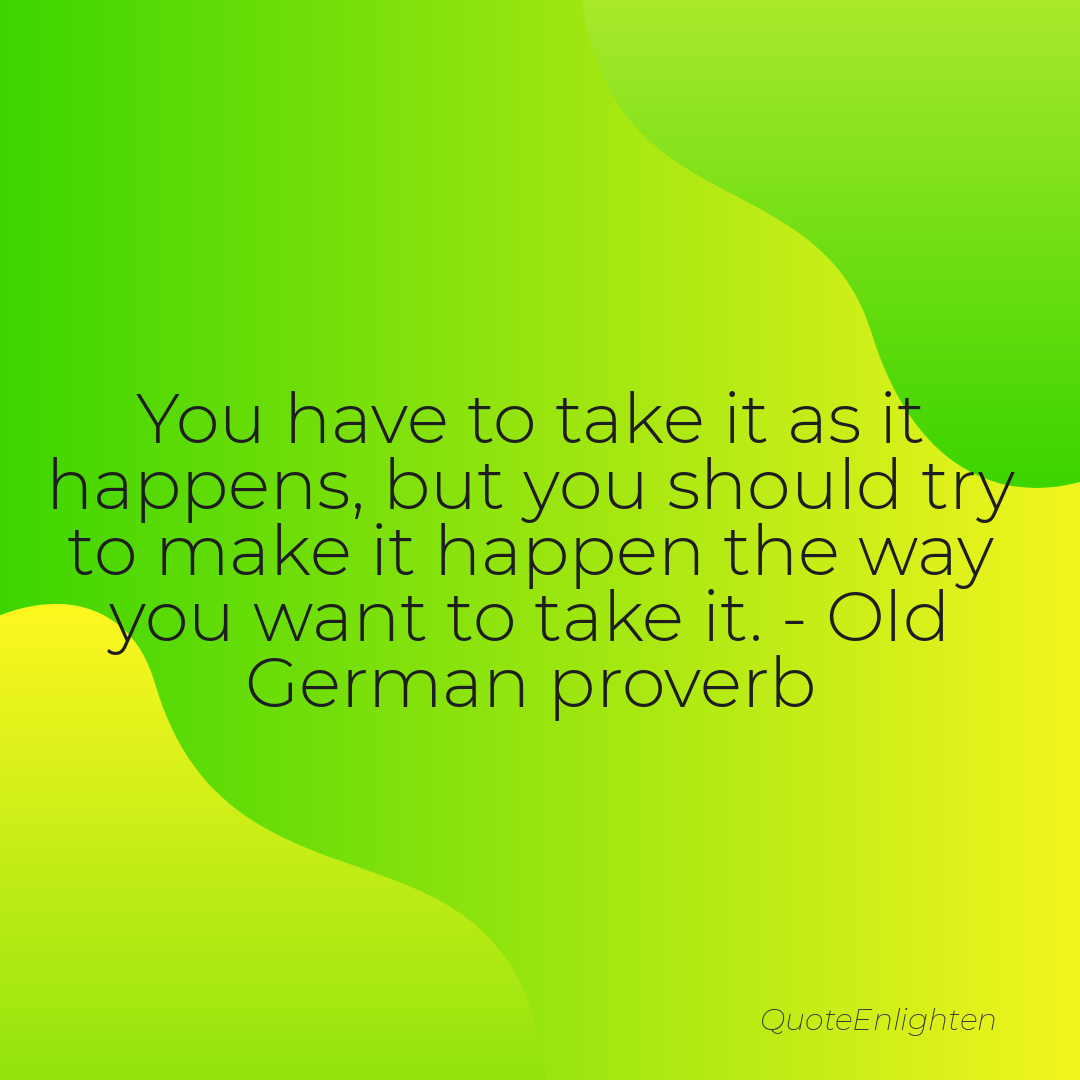 You have to take it as it
happens, but you should try
to make it happen the way
you want to take it. - Old
German proverb
QuoteEnlighten